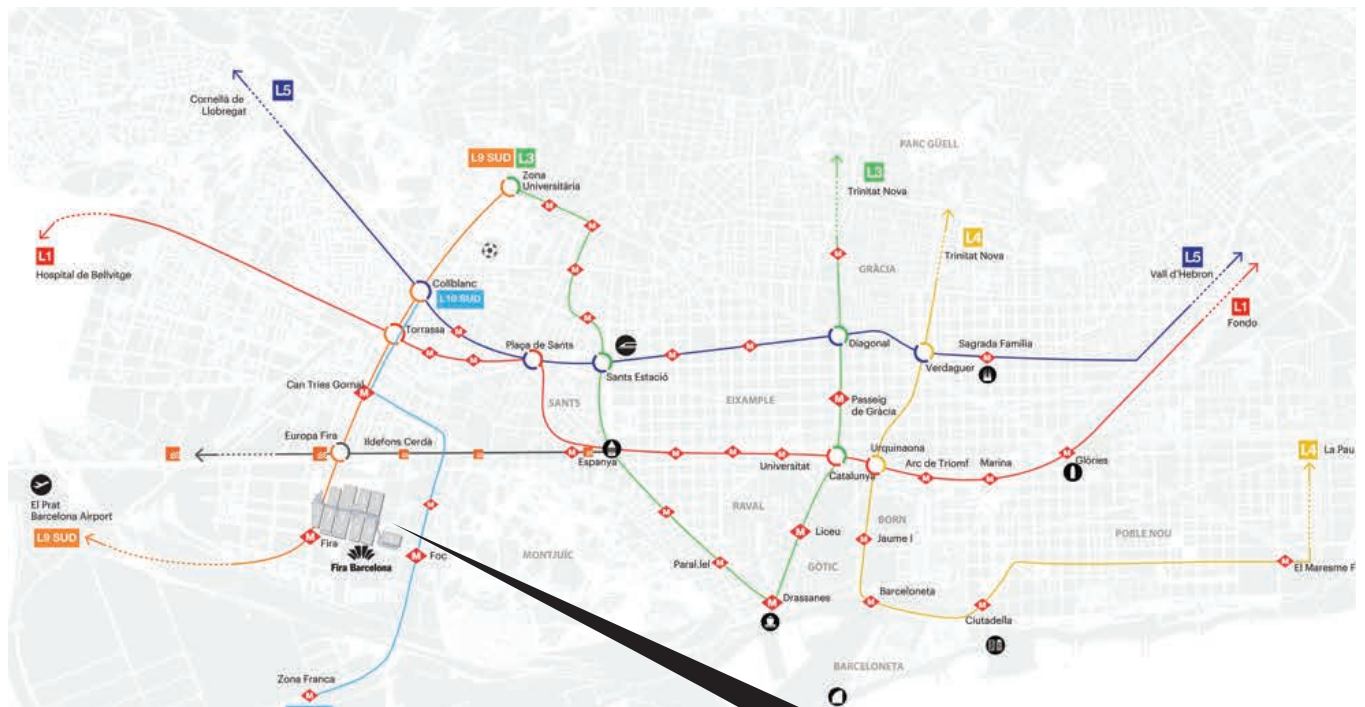 L5
Cornellà de
Llobregat
L9 SUD
L3
Zona
Universitària
PARC GÜELL
L3
Trinitat Nova
L4
Trinitat Nova
L1
Hospital de Bellvitge
GRÀCIA
L5
Vall d'Hebron
L1
Fondo
Collblanc
L10 SUD
Torrassa
Plaça de Sants
Sants Estació
Diagonal
Sagrada Familia
Verdaguer
Can Tries Gornal
SANTS
EIXAMPLE
Passeig
de Gràcia
Europa Fira
Ildefons Cerdà
Espanya
Universitat
Catalunya
Urquinaona
Arc de Triomf
Marina
Glòries
L4
La Pau
El Prat
Barcelona Airport
L9 SUD
Fira
Fira Barcelona
Foc
MONTJUÏC
RAVAL
Liceu
GÒTIC
BORN
Jaume I
POBLE NOU
Paral.lel
Drassanes
Barceloneta
Ciutadella
El Maresme F
BARCELONETA
Zona Franca
M